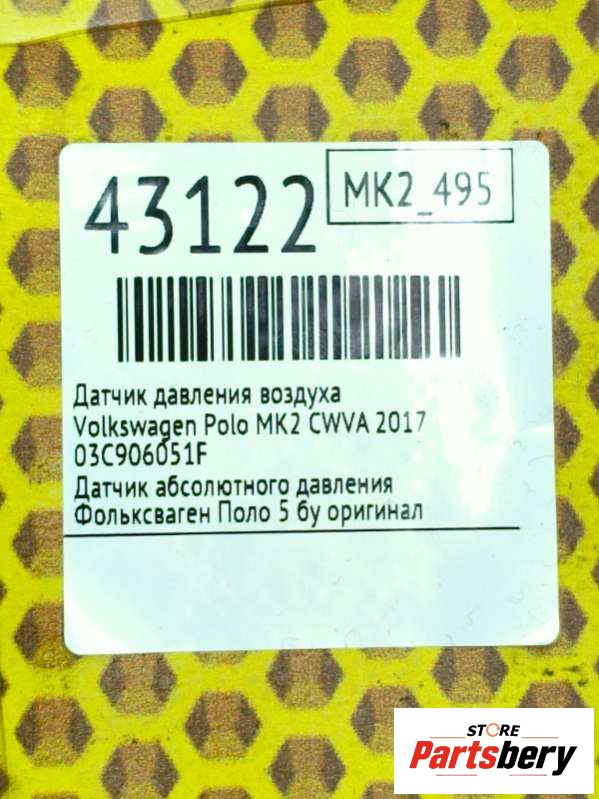 43122
MK2_495
Датчик давления воздуха
Volkswagen Polo MK2 CWVA 2017
03C906051F
Датчик абсолютного давления
Фольксваген Поло 5 бу оригинал
STORE
Partsbery